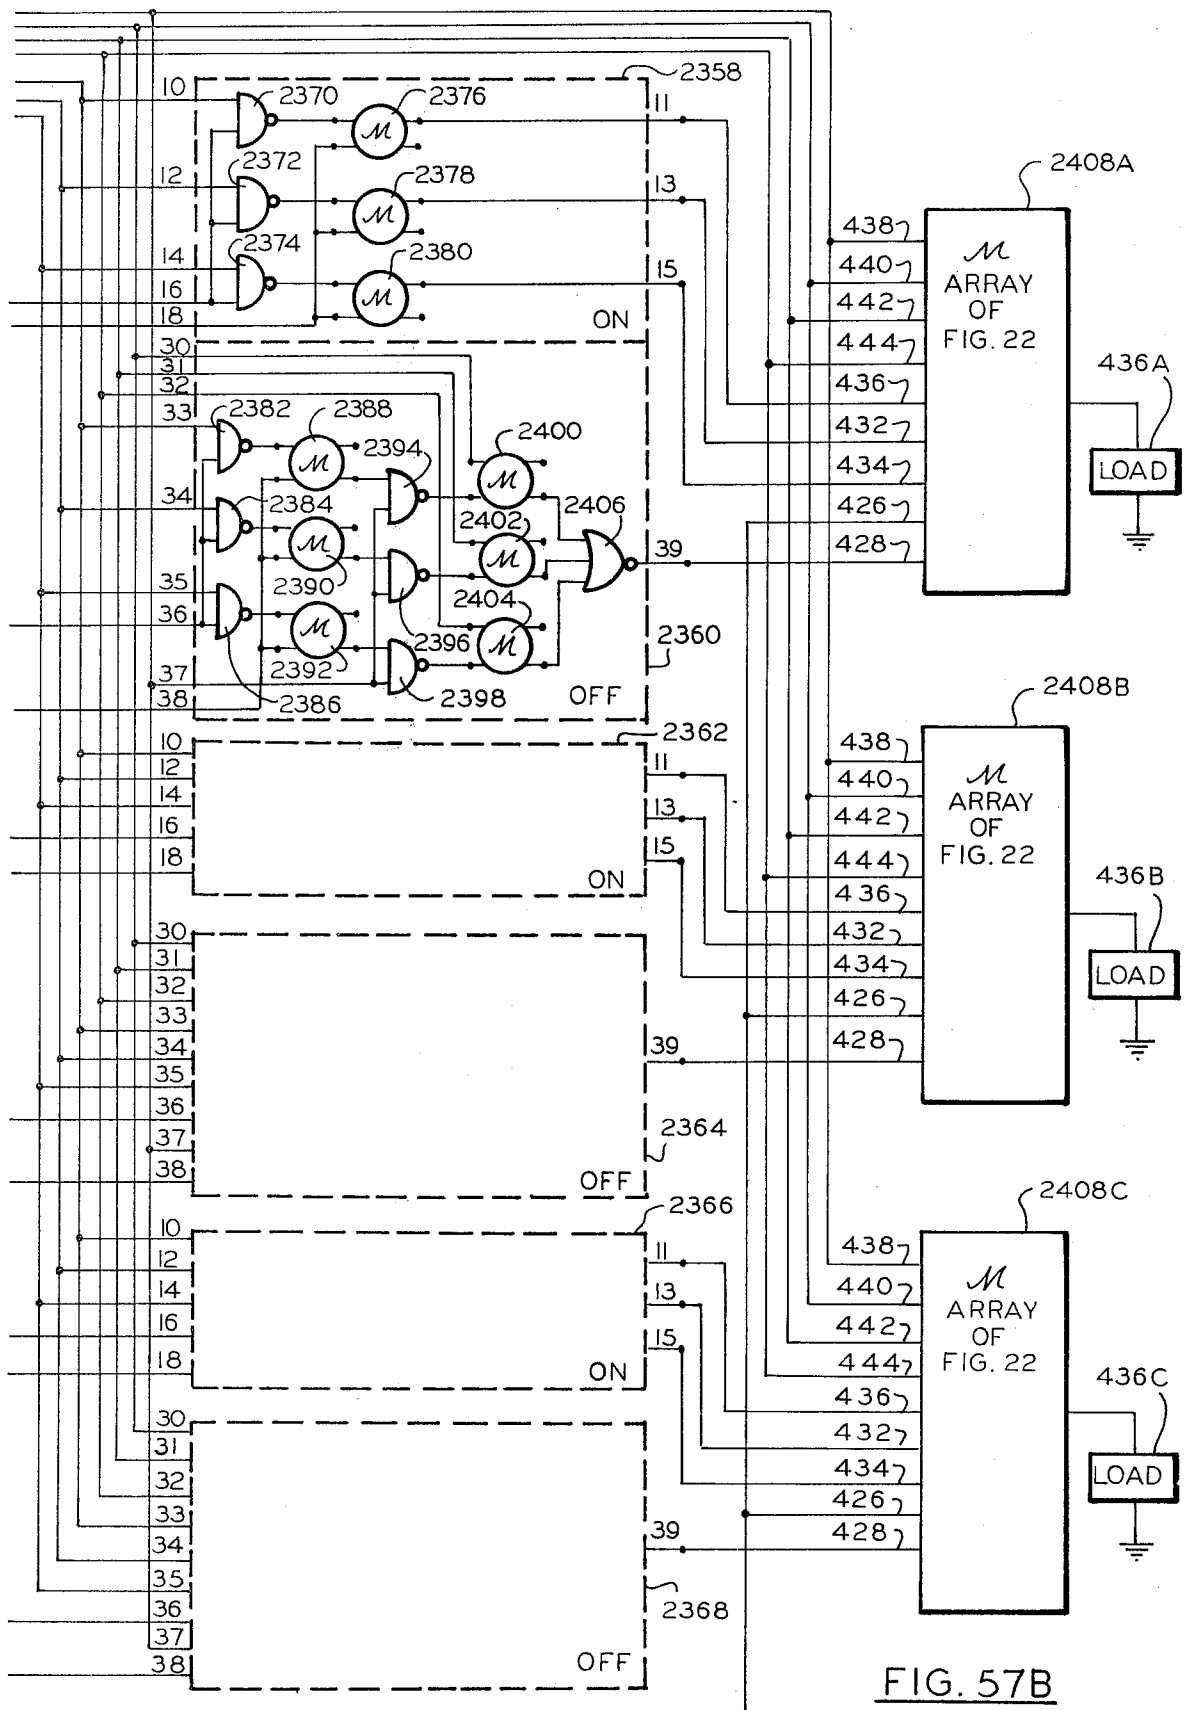 2358
10
2370
2376
11
12
2372
2378
13
2408A
14
2374
2380
15
438
M
16
440
ARRAY
18
ON
442
OF
30
444
FIG. 22
31
436
436A
32
432
33
2382
2388
2394
2400
434
LOAD
34
2384
2402
2406
426
39
428
35
2390
2404
36
2396
2360
37
2392
2398
38
2386
OFF
2408B
10
2362
11
438
M
12
440
ARRAY
14
13
442
OF
16
15
444
FIG. 22
18
ON
436
436B
30
432
31
434
LOAD
32
426
33
34
39
428
35
36
2364
37
38
OFF
2366
2408C
10
11
438
M
12
440
ARRAY
14
13
442
OF
16
15
444
FIG. 22
18
ON
436
436C
30
432
31
434
LOAD
32
426
33
39
428
34
35
36
2368
37
38
OFF
FIG. 57B
M
M
M
M
M
M
M
M
M